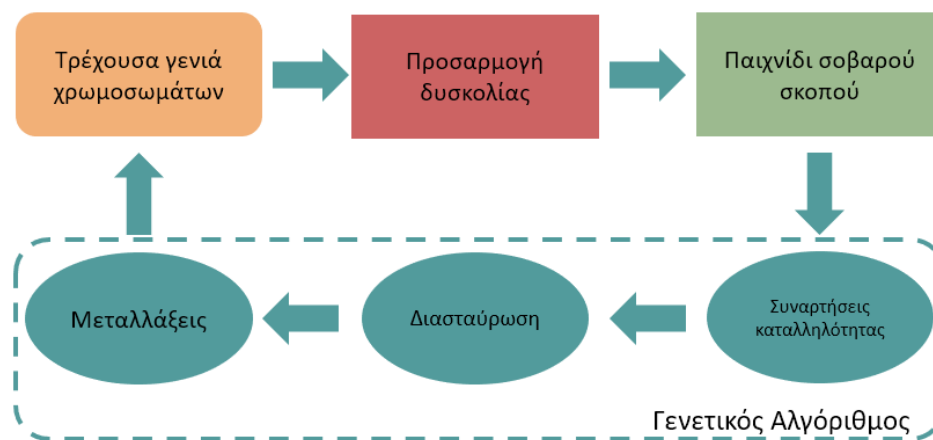 Τρέχουσα γενιά
χρωμοσωμάτων
Προσαρμογή
δυσκολίας
Παιχνίδι σοβαρού
σκοπού
Μεταλλάξεις
Διασταύρωση
Συναρτήσεις
καταλληλότητας
Γενετικός Αλγόριθμος